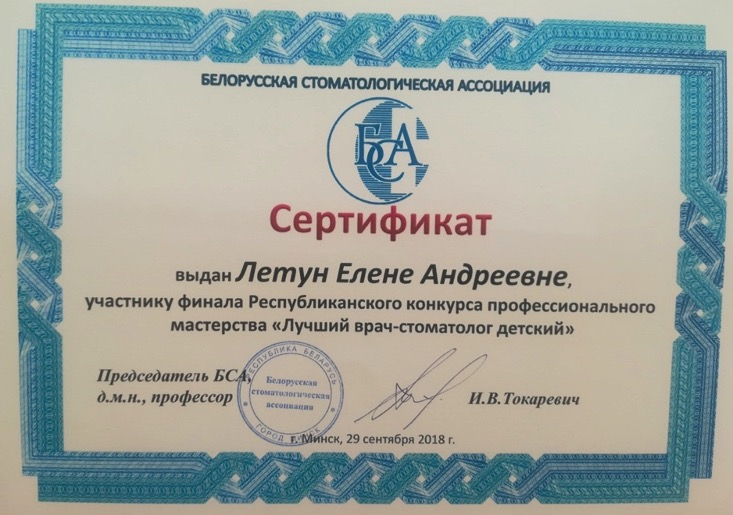 БЕЛОРУССКАЯ СТОМАТОЛОГИЧЕСКАЯ АССОЦИАЦИЯ
БСА
Сертификат
выдан Летун Елене Андреевне,
участнику финала Республиканского конкурса профессионального
мастерства «Лучший врач-стоматолог детский»
Председатель БСА,
д.м.н., профессор
И.В.Токаревич
РЕСПУБЛИКА БЕЛАРУСЬ
Белорусская
стоматологическая
ассоциация
ГОРОД МИНСК
г. Минск, 29 сентября 2018 г.